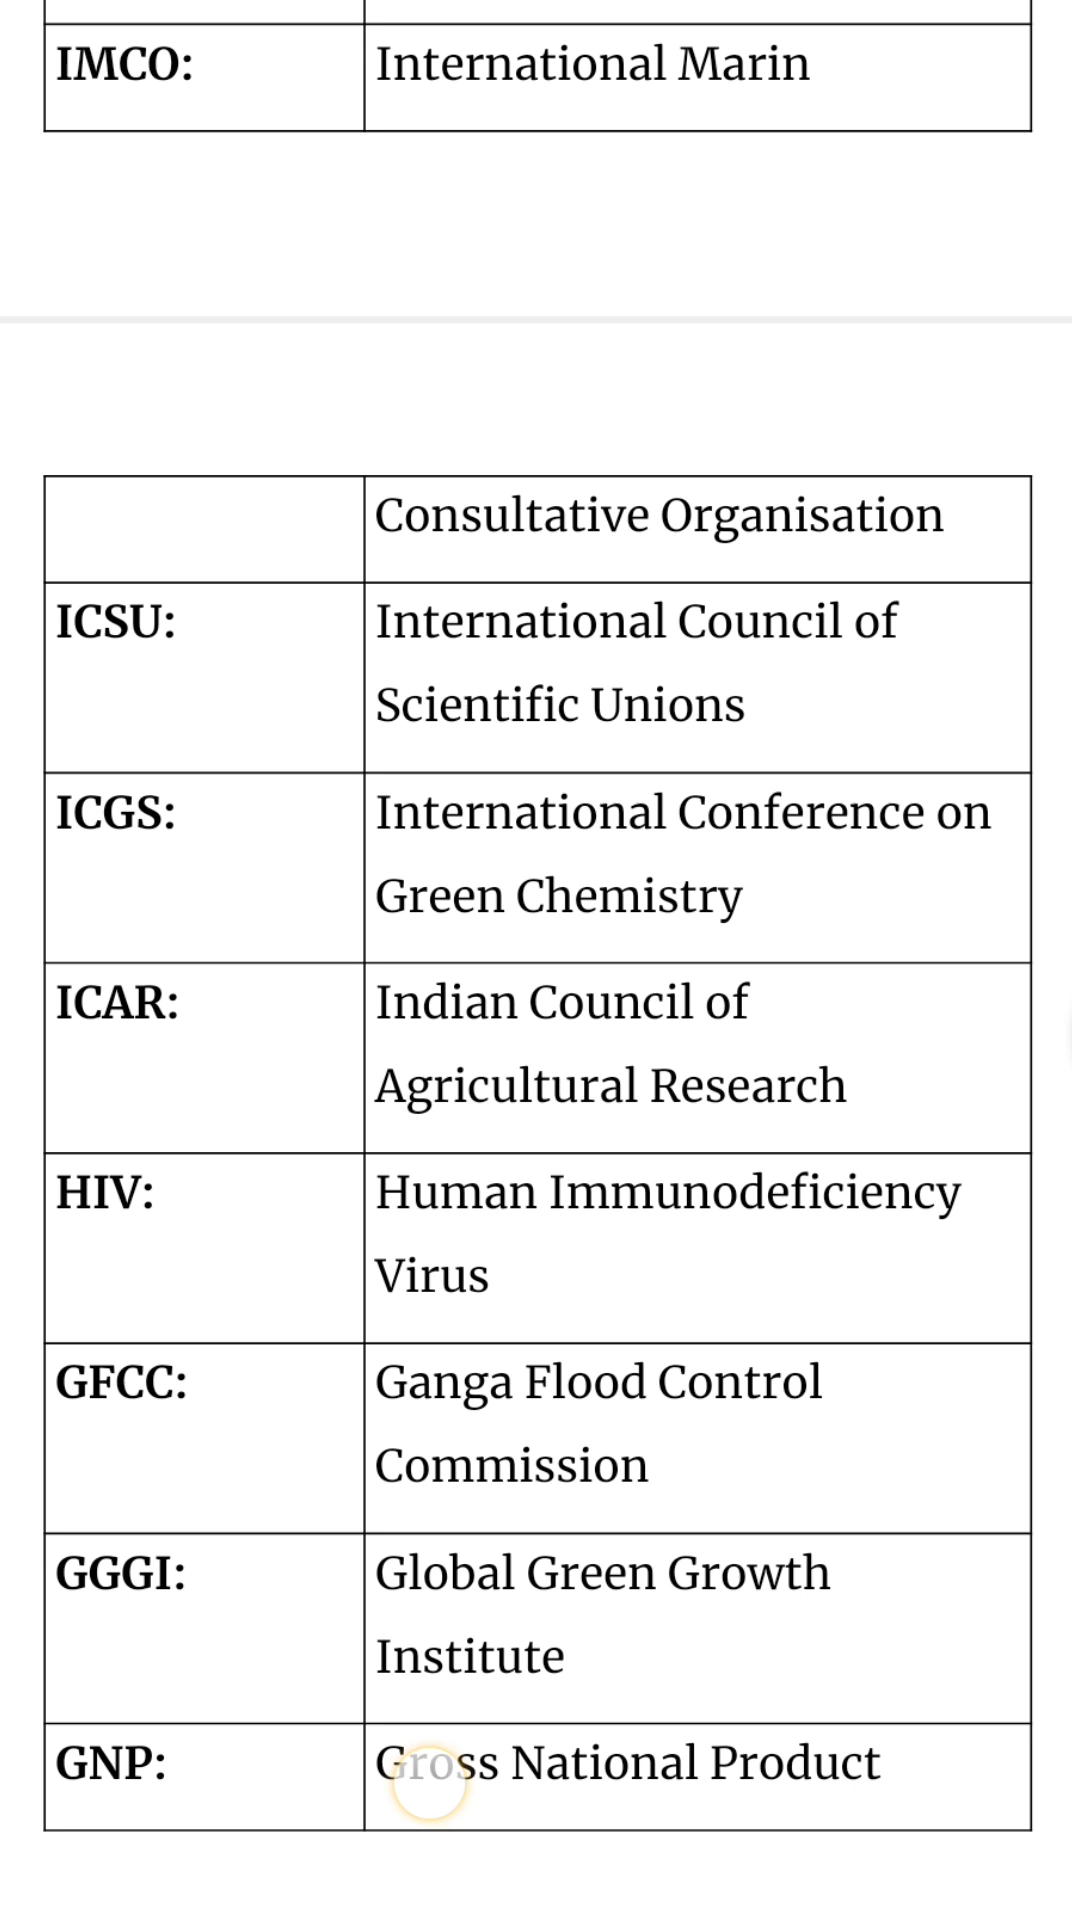 IMCO: International Marin
Consultative Organisation
ICSU: International Council of
Scientific Unions
ICGS: International Conference on
Green Chemistry
ICAR: Indian Council of
Agricultural Research
HIV: Human Immunodeficiency
Virus
GFCC: Ganga Flood Control
Commission
GGGI: Global Green Growth
Institute
GNP: Gross National Product